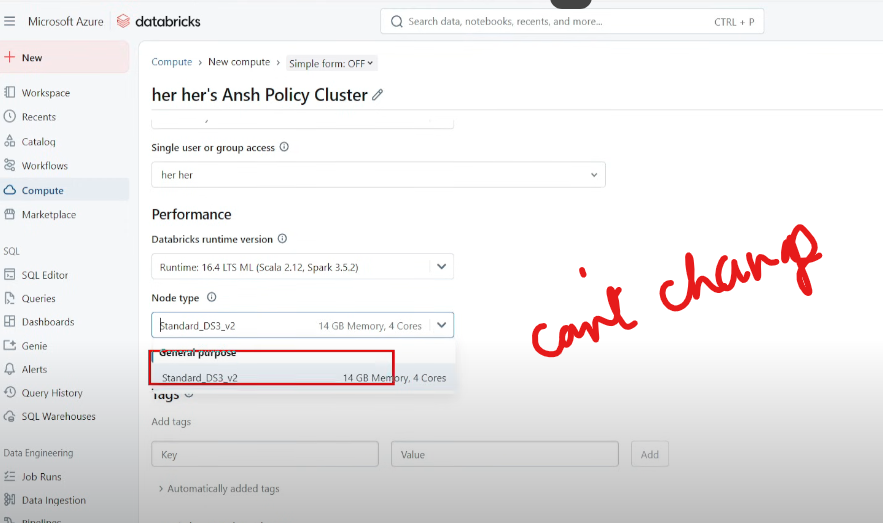 Microsoft Azure databricks
Search data, notebooks, recents, and more... CTRL + P
New
Workspace
Recents
Catalog
Workflows
Compute
Marketplace
SQL
SQL Editor
Queries
Dashboards
Genie
Alerts
Query History
SQL Warehouses
Data Engineering
Job Runs
Data Ingestion
Pipelines
Compute › New compute › Simple form: OFF
her her's Ansh Policy Cluster
Single user or group access
her her
Performance
Databricks runtime version
Runtime: 16.4 LTS ML (Scala 2.12, Spark 3.5.2)
Node type
Standard_DS3_v2 14 GB Memory, 4 Cores
General purpose
Standard_DS3_v2 14 GB Memory, 4 Cores
Tags
Add tags
Key Value Add
Automatically added tags
can't change